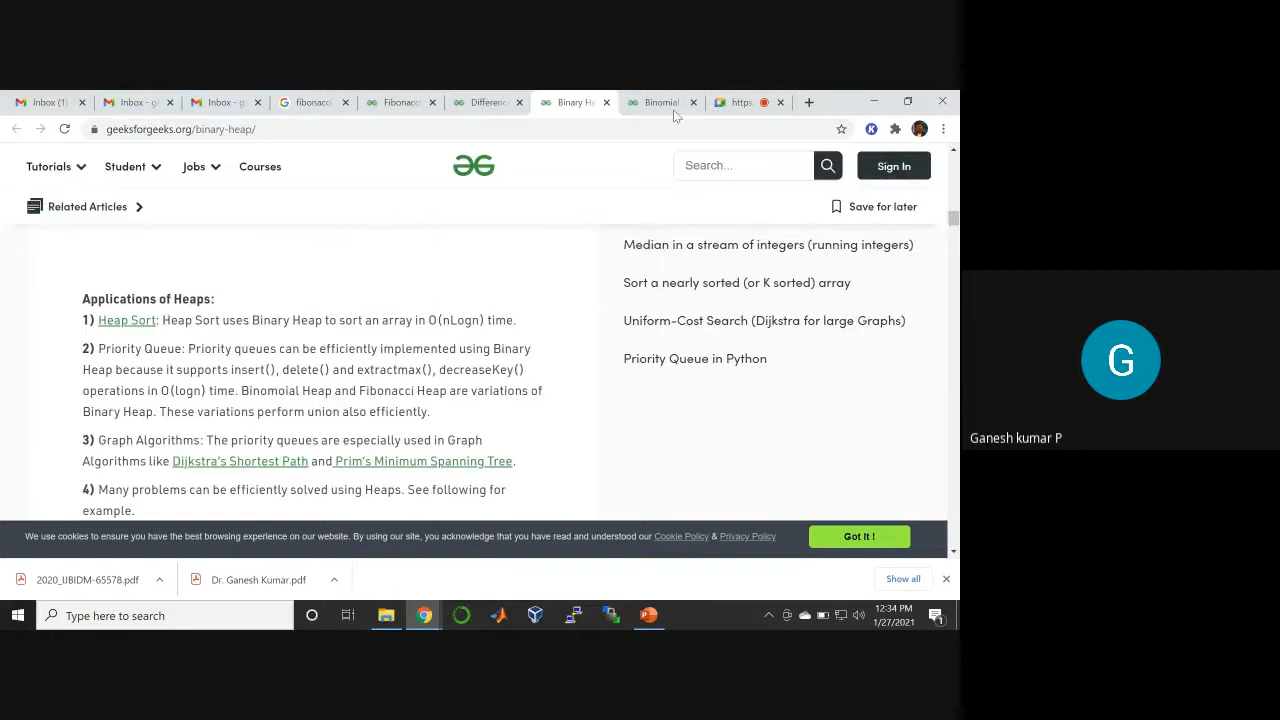 Inbox (1)
Inbox - g
Inbox - g
fibonacci
Fibonacc
Differenc
Binary He
Binomial
https:
geeksforgeeks.org/binary-heap/
K
Tutorials
Student
Jobs
Courses
Search...
Sign In
Related Articles
Save for later
Applications of Heaps:
1) Heap Sort: Heap Sort uses Binary Heap to sort an array in O(nLogn) time.
2) Priority Queue: Priority queues can be efficiently implemented using Binary
Heap because it supports insert(), delete() and extractmax(), decreaseKey()
operations in O(logn) time. Binomoial Heap and Fibonacci Heap are variations of
Binary Heap. These variations perform union also efficiently.
3) Graph Algorithms: The priority queues are especially used in Graph
Algorithms like Dijkstra's Shortest Path and Prim's Minimum Spanning Tree.
4) Many problems can be efficiently solved using Heaps. See following for
example.
Median in a stream of integers (running integers)
Sort a nearly sorted (or K sorted) array
Uniform-Cost Search (Dijkstra for large Graphs)
Priority Queue in Python
We use cookies to ensure you have the best browsing experience on our website. By using our site, you acknowledge that you have read and understood our Cookie Policy & Privacy Policy
Got It !
2020_IJBIDM-65578.pdf
Dr. Ganesh Kumar.pdf
Show all
Type here to search
12:34 PM
1/27/2021
1
G
Ganesh kumar P